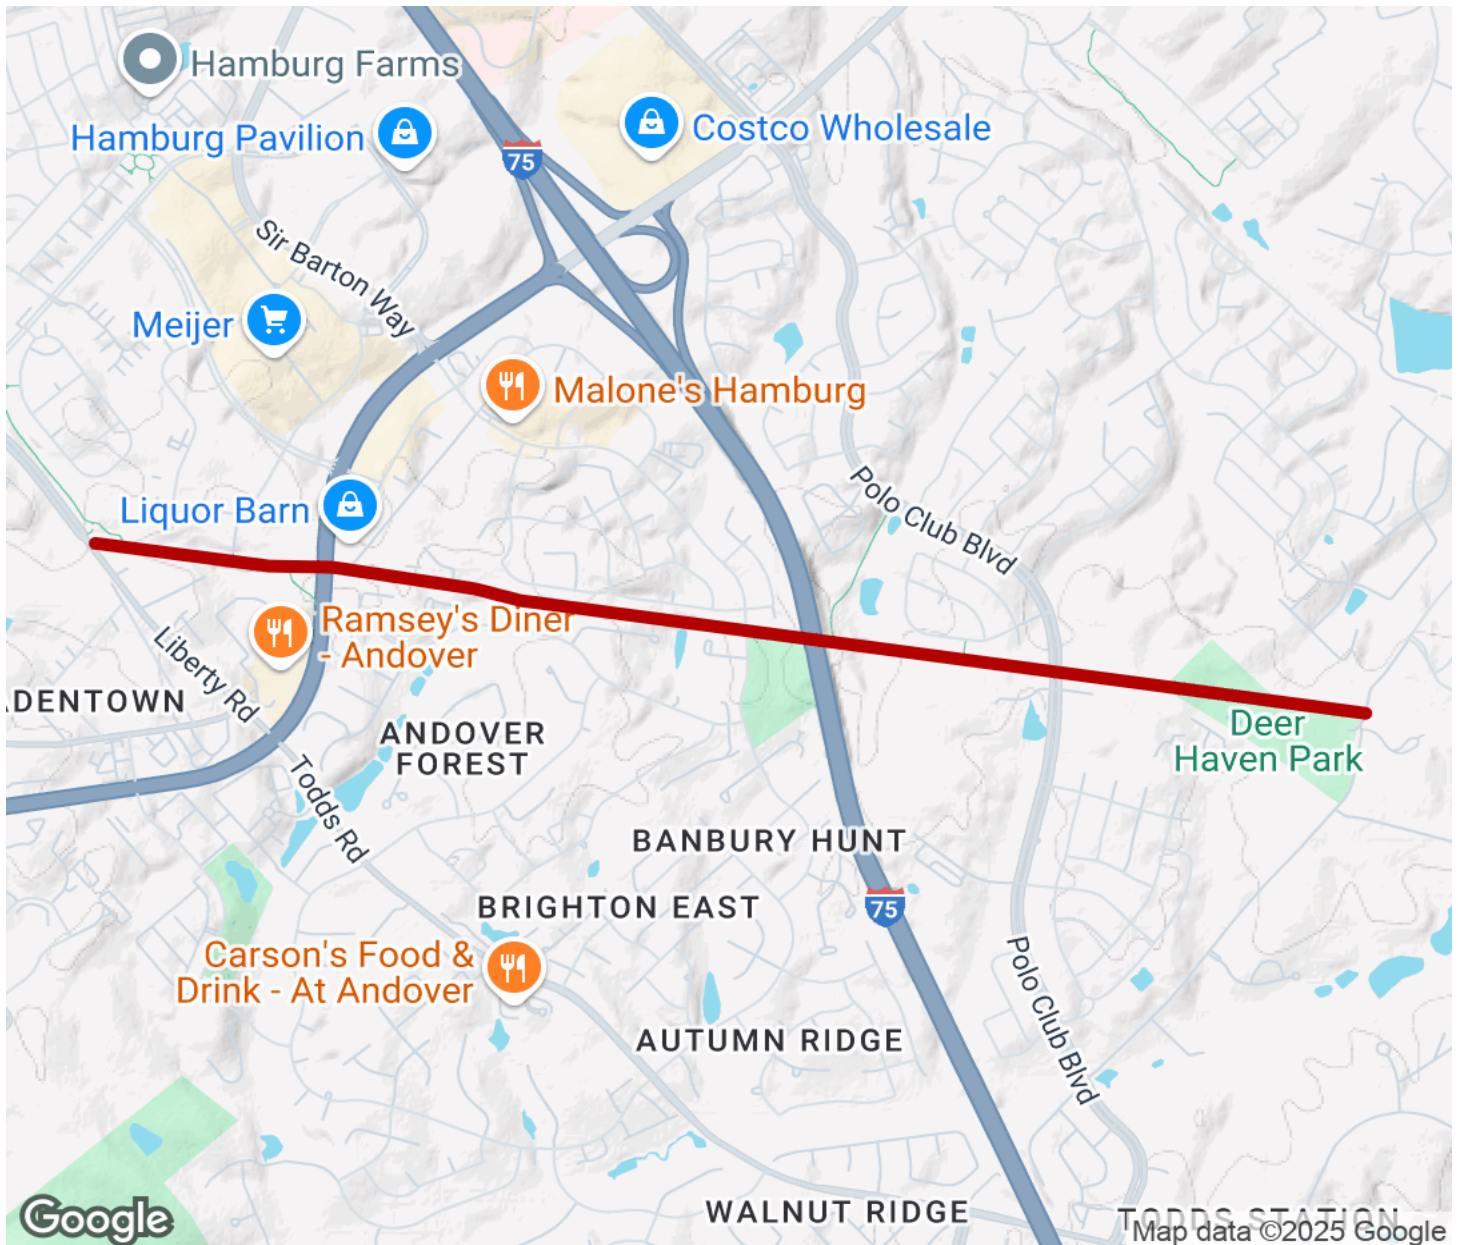 Hamburg Farms
Hamburg Pavilion
Costco Wholesale
75
Sir Barton Way
Meijer
Malone's Hamburg
Polo Club Blvd
Liquor Barn
Ramsey's Diner
- Andover
Liberty Rd
DENTOWN
ANDOVER
FOREST
Deer
Haven Park
Todds Rd
BANBURY HUNT
75
BRIGHTON EAST
Carson's Food &
Drink - At Andover
Polo Club Blvd
AUTUMN RIDGE
WALNUT RIDGE
TODDS STATION
Google
Map data ©2025 Google